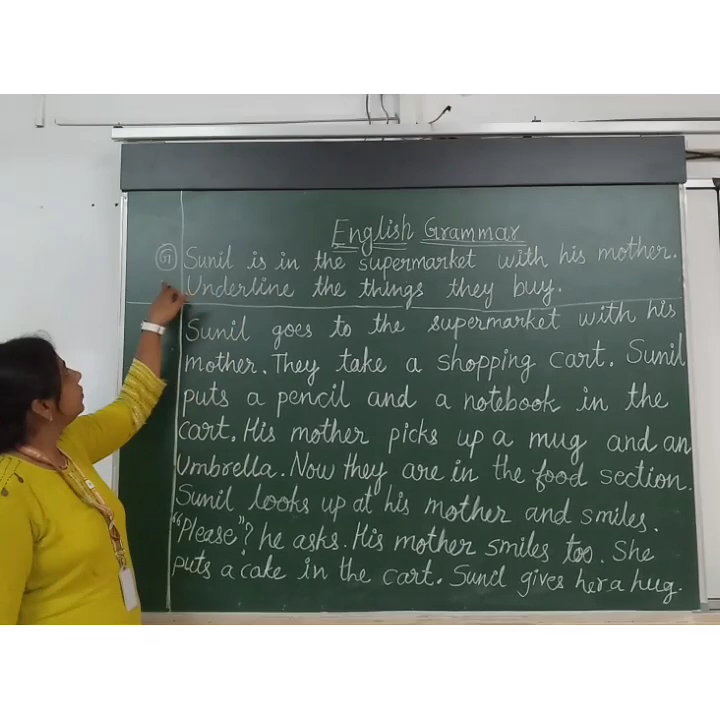 English Grammar
G1 Sunil is in the supermarket with his mother.
Underline the things they buy.
Sunil goes to the supermarket with his
mother. They take a shopping cart. Sunil
puts a pencil and a notebook in the
cart. His mother picks up a mug and an
Umbrella. Now they are in the food section.
Sunil looks up at his mother and smiles.
"Please"? he asks. His mother smiles too. She
puts a cake in the cart. Sunil gives her a hug.